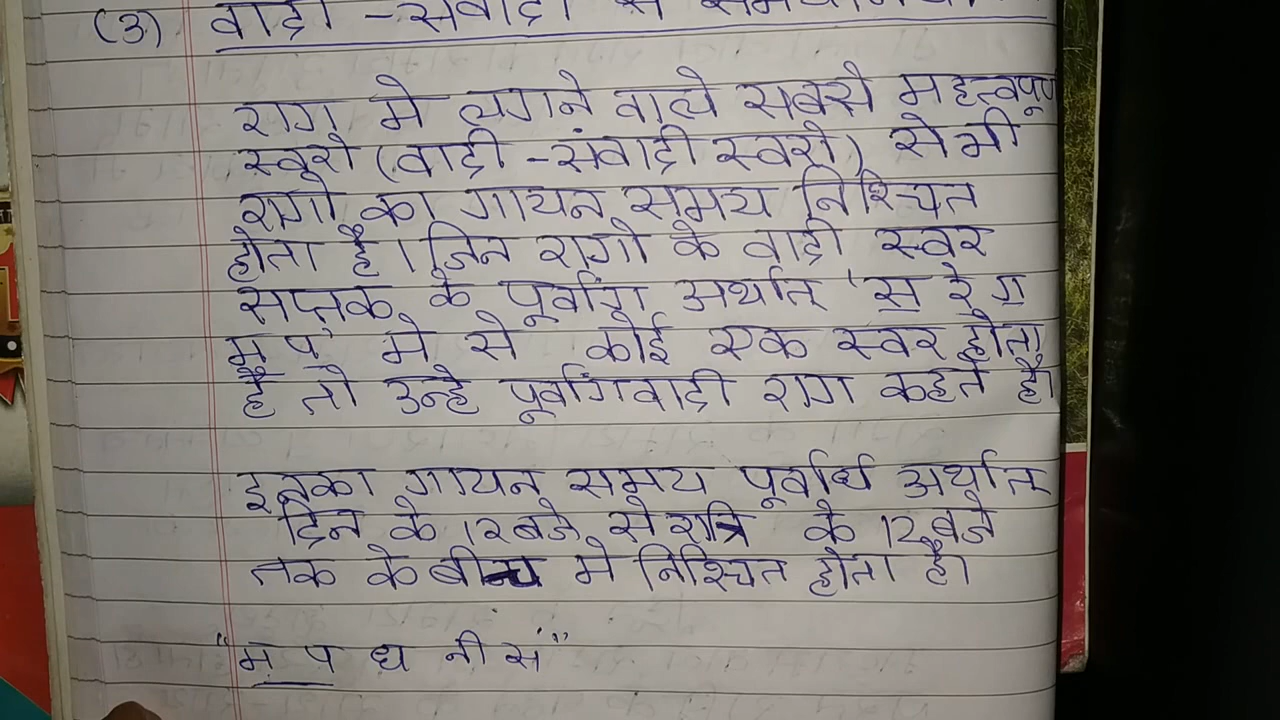 (3) वादी - संवादी से
राग मे लगने वाले सबसे महत्त्वपूण
स्वरो (वादी - संवादी स्वरो) से भी
रागो का गायन समय निश्चित
होता है। जिन रागो के वादी स्वर
सप्तक के पूर्वांग अर्थात 'स रे ग
म प' मे से कोई एक स्वर होता
है तो उन्हे पूर्वांगवादी राग कहते है।
इनका गायन समय पूर्वार्ध अर्थात
दिन के 12 बजे से रात्रि के 12 बजे
तक के बीच मे निश्चित होता है।
"म प ध नी सं"